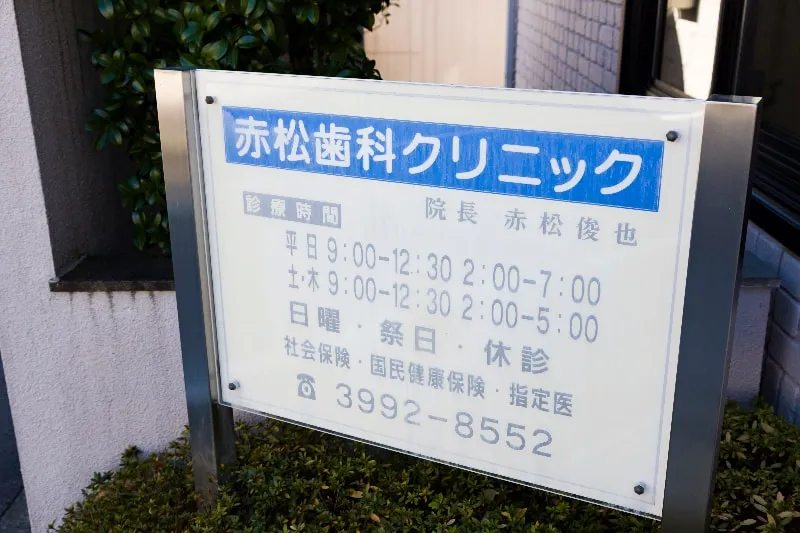 赤松歯科クリニック
診療時間
院長 赤松俊也
平日 9:00-12:30 2:00-7:00
土・木 9:00-12:30 2:00-5:00
日曜・祭日・休診
社会保険・国民健康保険・指定医
☎ 3992-8552